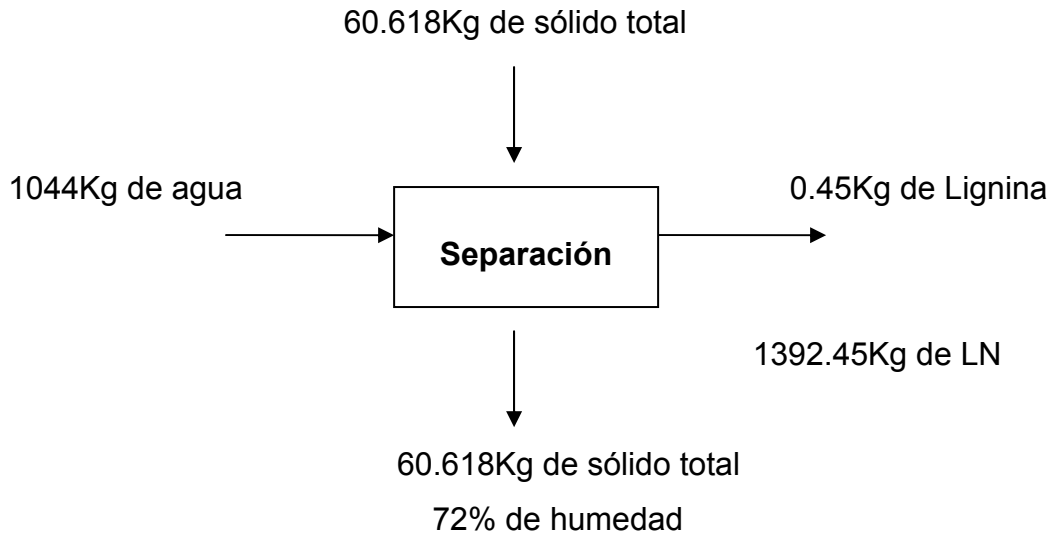 60.618Kg de sólido total
1044Kg de agua
0.45Kg de Lignina
Separación
1392.45Kg de LN
60.618Kg de sólido total
72% de humedad